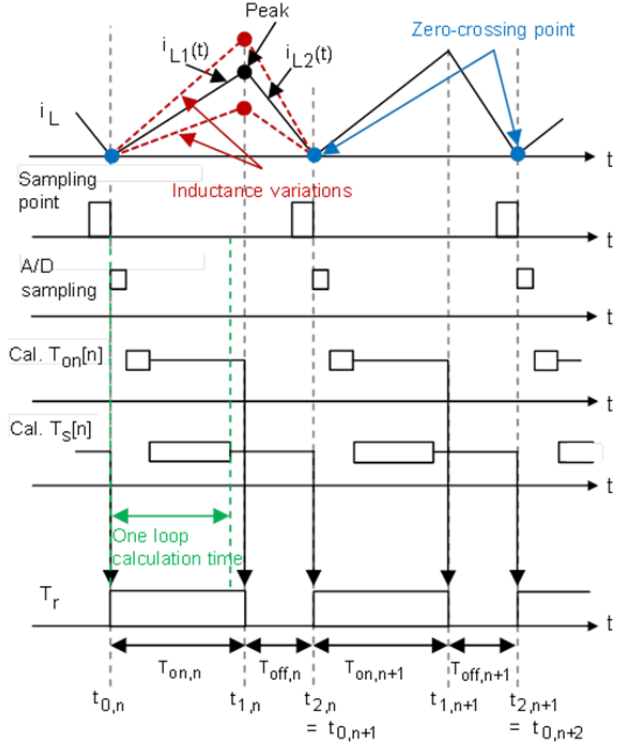 Peak
Zero-crossing point
iL1(t)
iL2(t)
iL
t
Sampling
point
Inductance variations
t
A/D
sampling
t
Cal. Ton[n]
t
Cal. Ts[n]
t
One loop
calculation time
Tr
t
Ton,n
Toff,n
Ton,n+1
Toff,n+1
t0,n
t1,n
t2,n
= t0,n+1
t1,n+1
t2,n+1
= t0,n+2